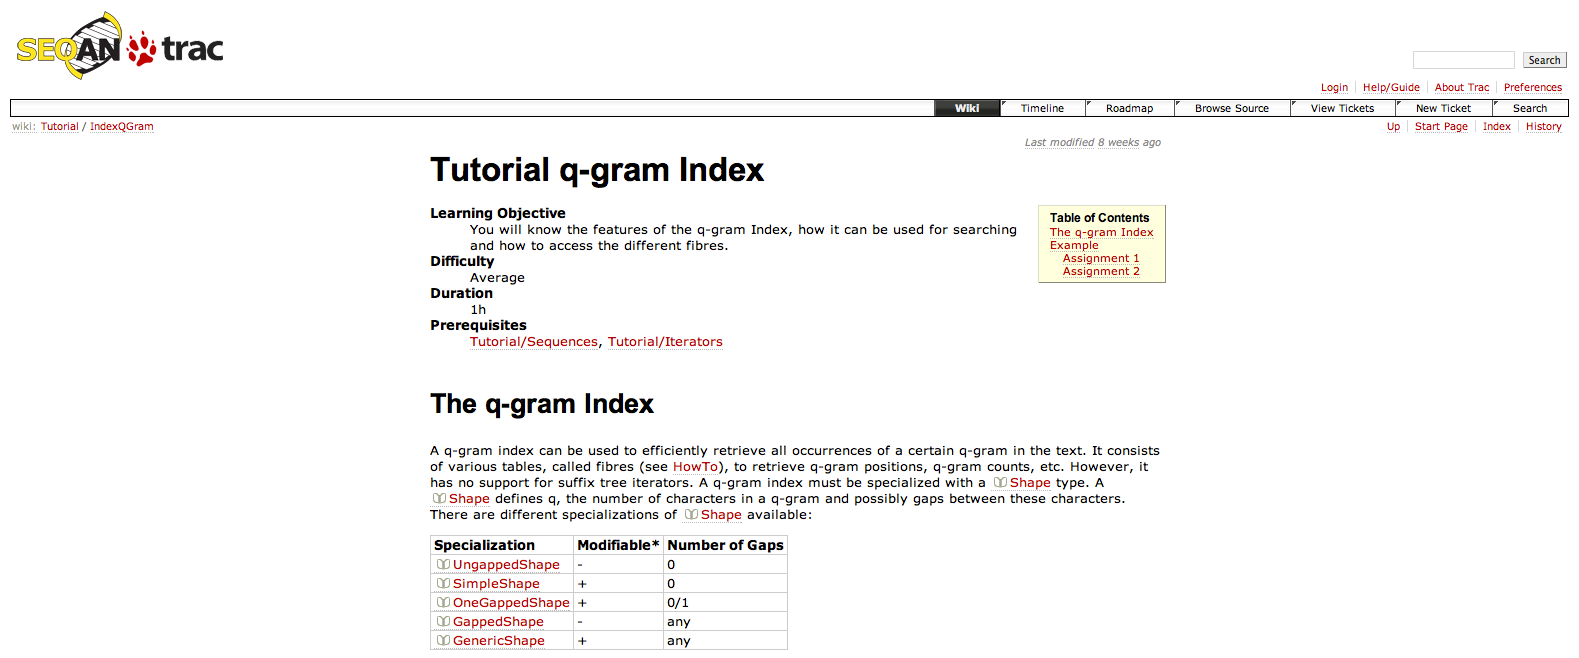 SEQAN trac
Search
Login Help/Guide About Trac Preferences
Wiki Timeline Roadmap Browse Source View Tickets New Ticket Search
wiki: Tutorial / IndexQGram
Up Start Page Index History
Last modified 8 weeks ago
Tutorial q-gram Index
Learning Objective
You will know the features of the q-gram Index, how it can be used for searching
and how to access the different fibres.
Difficulty
Average
Duration
1h
Prerequisites
Tutorial/Sequences, Tutorial/Iterators
Table of Contents
The q-gram Index
Example
Assignment 1
Assignment 2
The q-gram Index
A q-gram index can be used to efficiently retrieve all occurrences of a certain q-gram in the text. It consists
of various tables, called fibres (see HowTo), to retrieve q-gram positions, q-gram counts, etc. However, it
has no support for suffix tree iterators. A q-gram index must be specialized with a Shape type. A
Shape defines q, the number of characters in a q-gram and possibly gaps between these characters.
There are different specializations of Shape available:
Specialization Modifiable* Number of Gaps
UngappedShape - 0
SimpleShape + 0
OneGappedShape + 0/1
GappedShape - any
GenericShape + any